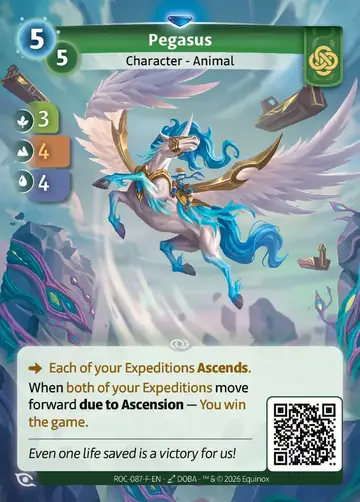 5
5
Pegasus
Character - Animal
3
4
4
Each of your Expeditions Ascends.
When both of your Expeditions move
forward due to Ascension — You win
the game.
Even one life saved is a victory for us!
ROC-087-F-EN - DOBA - ™ & © 2026 Equinox